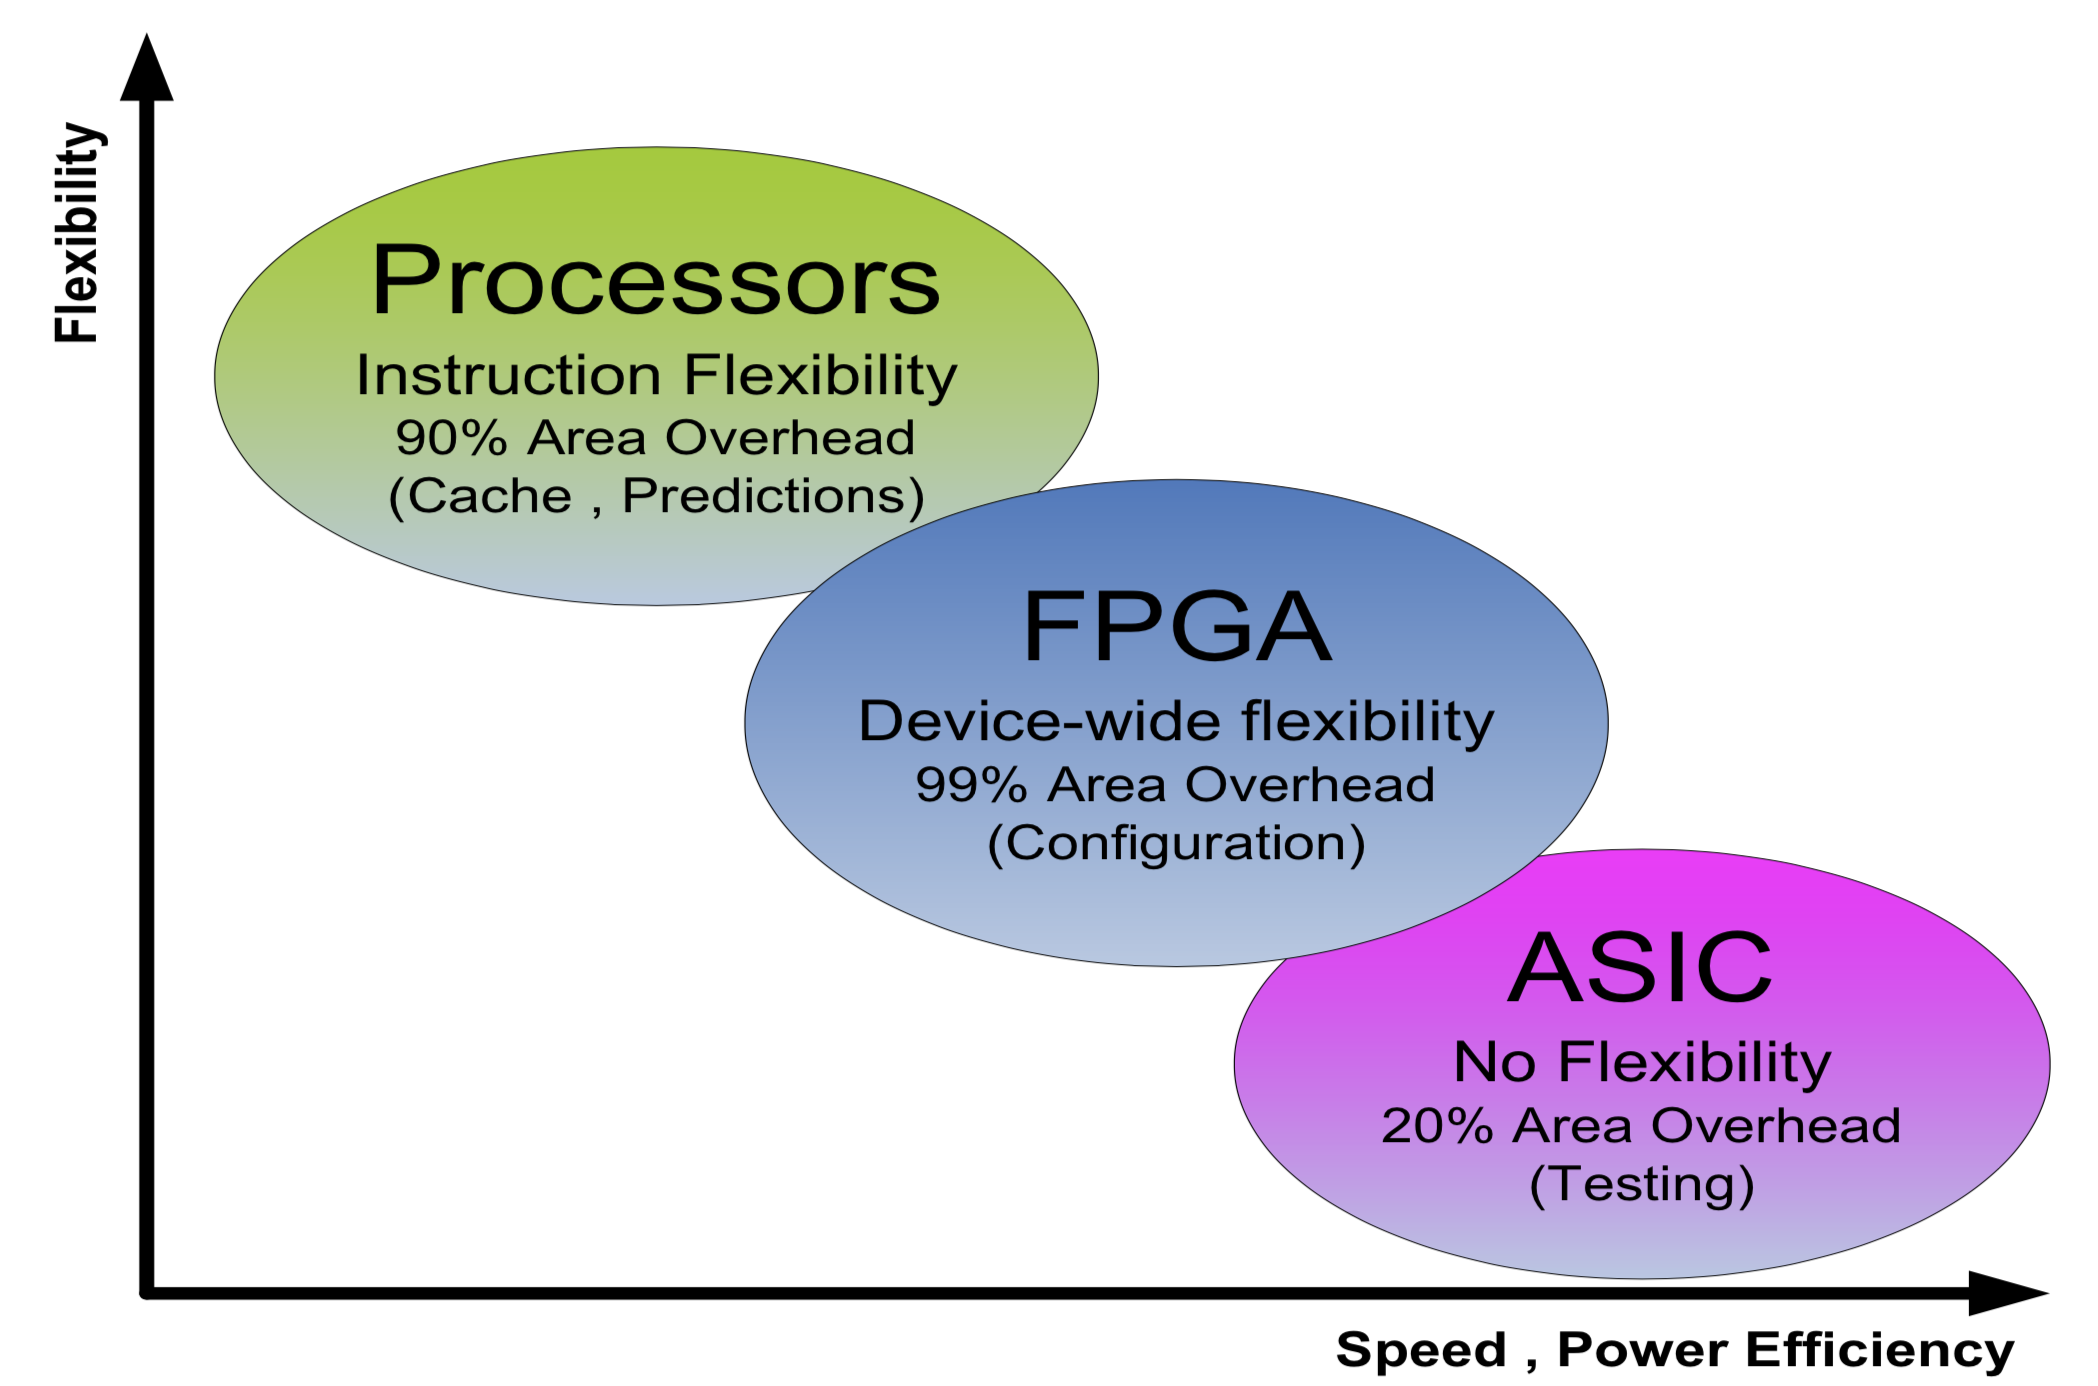 Flexibility
Processors
Instruction Flexibility
90% Area Overhead
(Cache , Predictions)
FPGA
Device-wide flexibility
99% Area Overhead
(Configuration)
ASIC
No Flexibility
20% Area Overhead
(Testing)
Speed , Power Efficiency